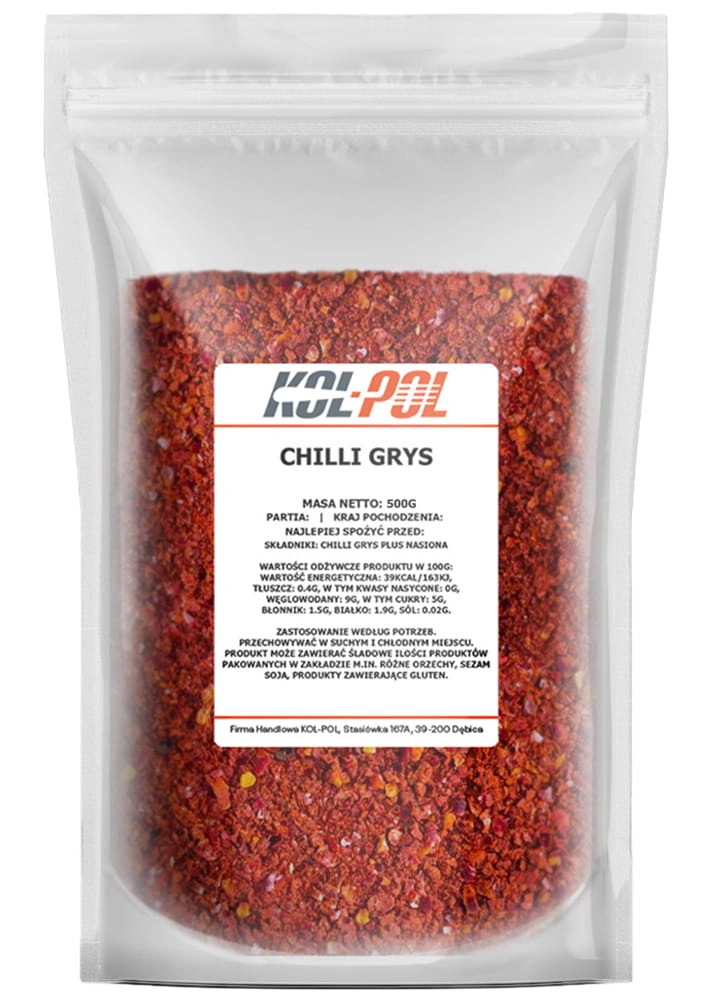 KOL-POL
CHILLI GRYS
MASA NETTO: 500G
PARTIA: | KRAJ POCHODZENIA:
NAJLEPIEJ SPOŻYĆ PRZED:
SKŁADNIKI: CHILLI GRYS PLUS NASIONA
WARTOŚCI ODŻYWCZE PRODUKTU W 100G:
WARTOŚĆ ENERGETYCZNA: 39KCAL/163KJ,
TŁUSZCZ: 0.4G, W TYM KWASY NASYCONE: 0G,
WĘGLOWODANY: 9G, W TYM CUKRY: 5G,
BŁONNIK: 1.5G, BIAŁKO: 1.9G, SÓL: 0.02G.
ZASTOSOWANIE WEDŁUG POTRZEB.
PRZECHOWYWAĆ W SUCHYM I CHŁODNYM MIEJSCU.
PRODUKT MOŻE ZAWIERAĆ ŚLADOWE ILOŚCI PRODUKTÓW
PAKOWANYCH W ZAKŁADZIE M.IN. RÓŻNE ORZECHY, SEZAM
SOJA, PRODUKTY ZAWIERAJĄCE GLUTEN.
Firma Handlowa KOL-POL, Stasiówka 167A, 39-200 Dębica